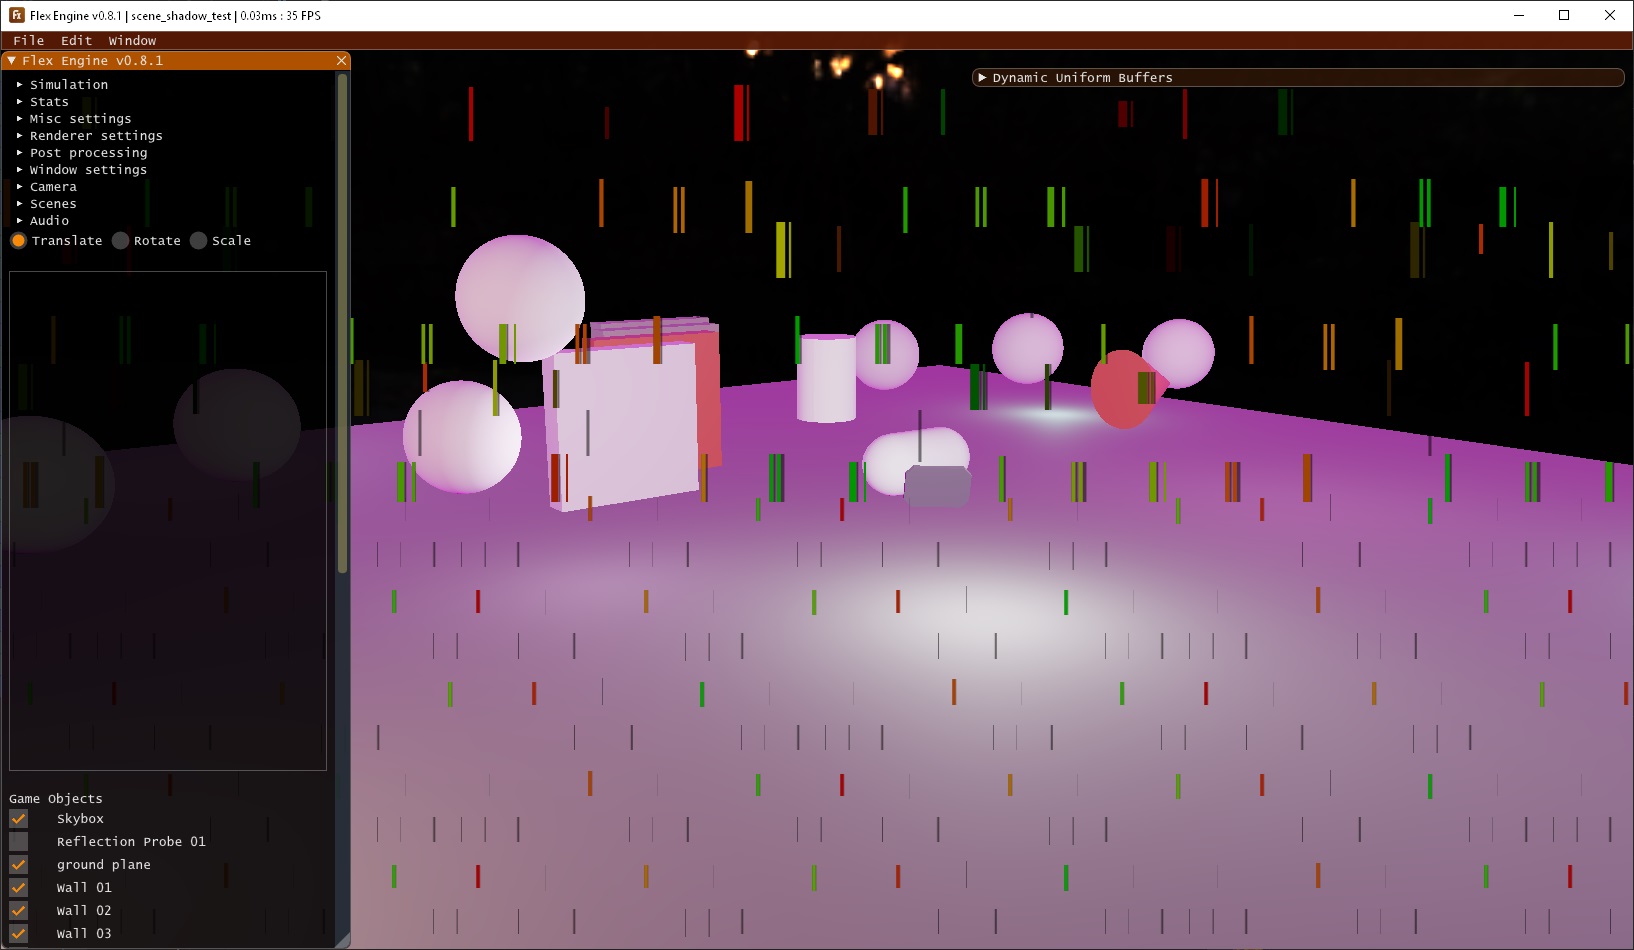 Flex Engine v0.8.1 | scene_shadow_test | 0.03ms : 35 FPS
File Edit Window
Flex Engine v0.8.1
Dynamic Uniform Buffers
Simulation
Stats
Misc settings
Renderer settings
Post processing
Window settings
Camera
Scenes
Audio
Translate Rotate Scale
Game Objects
Skybox
Reflection Probe 01
ground plane
Wall 01
Wall 02
Wall 03